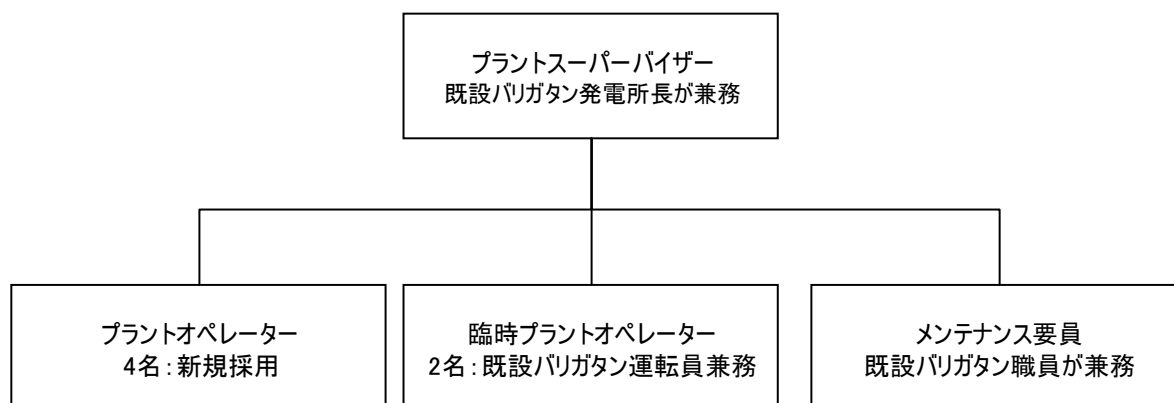 プラントスーパーバイザー
既設バリガタン発電所長が兼務
プラントオペレーター
4名：新規採用
臨時プラントオペレーター
2名：既設バリガタン運転員兼務
メンテナンス要員
既設バリガタン職員が兼務